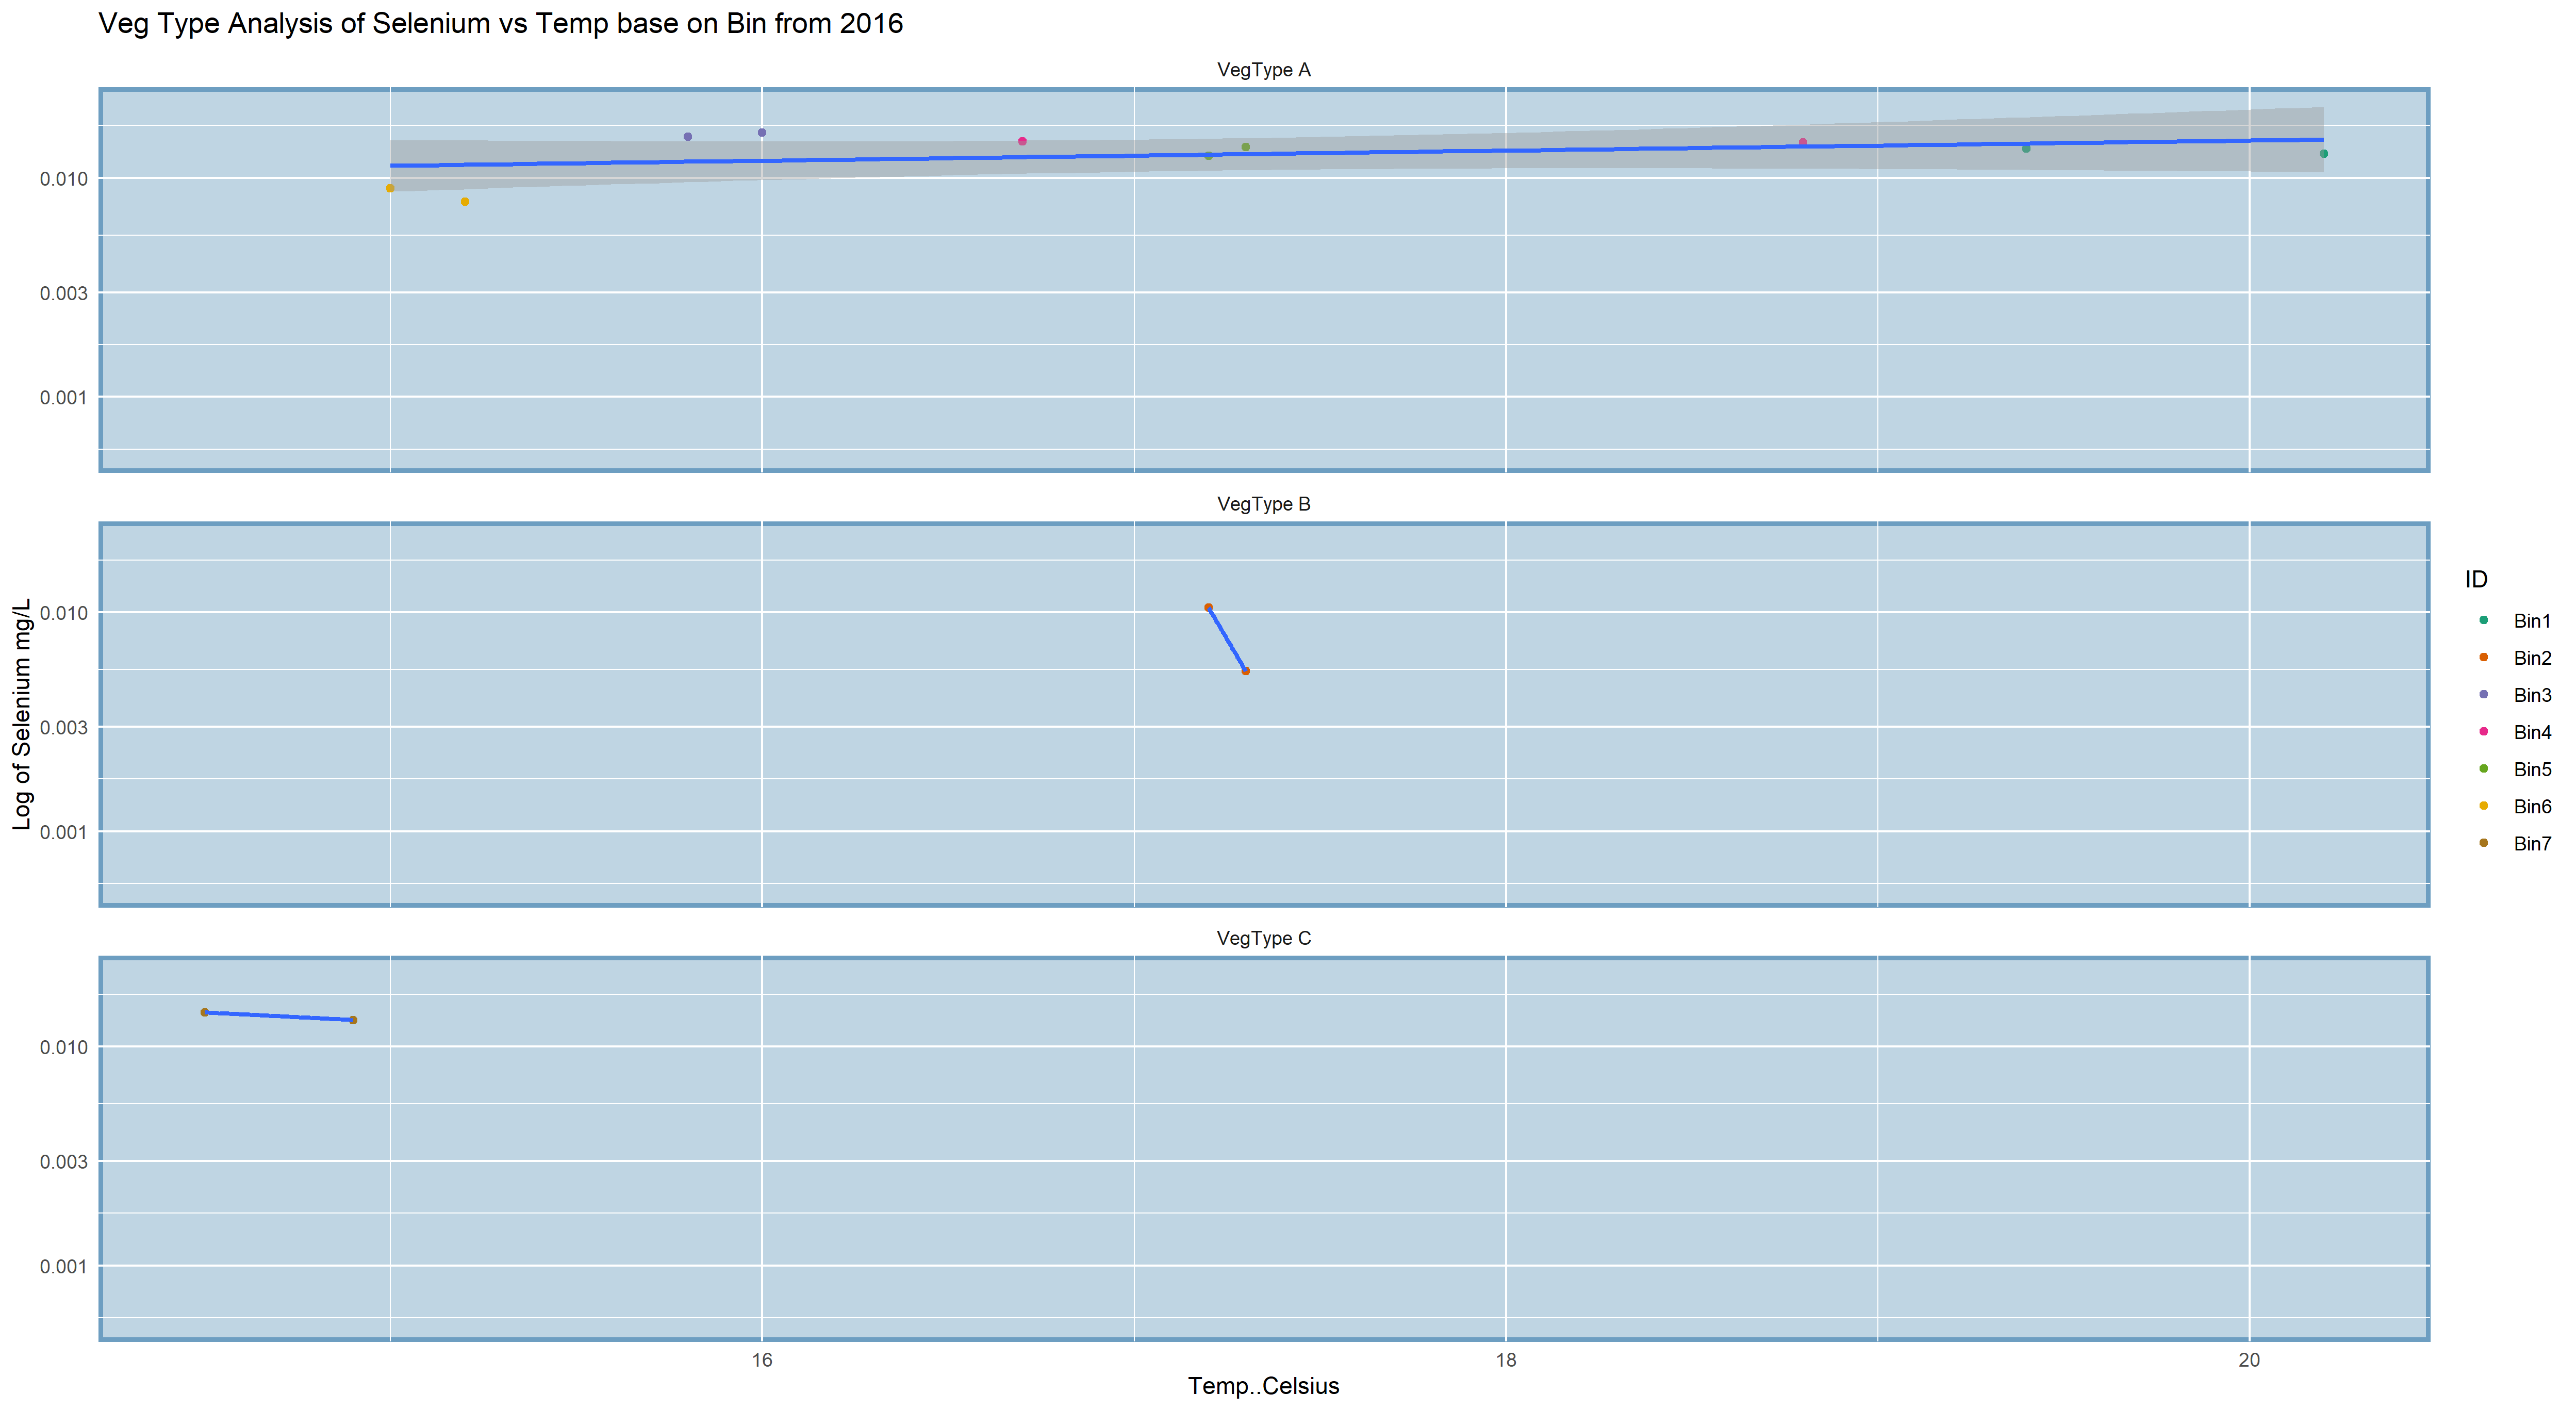 Veg Type Analysis of Selenium vs Temp base on Bin from 2016
VegType A
0.010
0.003
0.001
VegType B
0.010
0.003
0.001
VegType C
0.010
0.003
0.001
16
18
20
Temp..Celsius
Log of Selenium mg/L
ID
Bin1
Bin2
Bin3
Bin4
Bin5
Bin6
Bin7